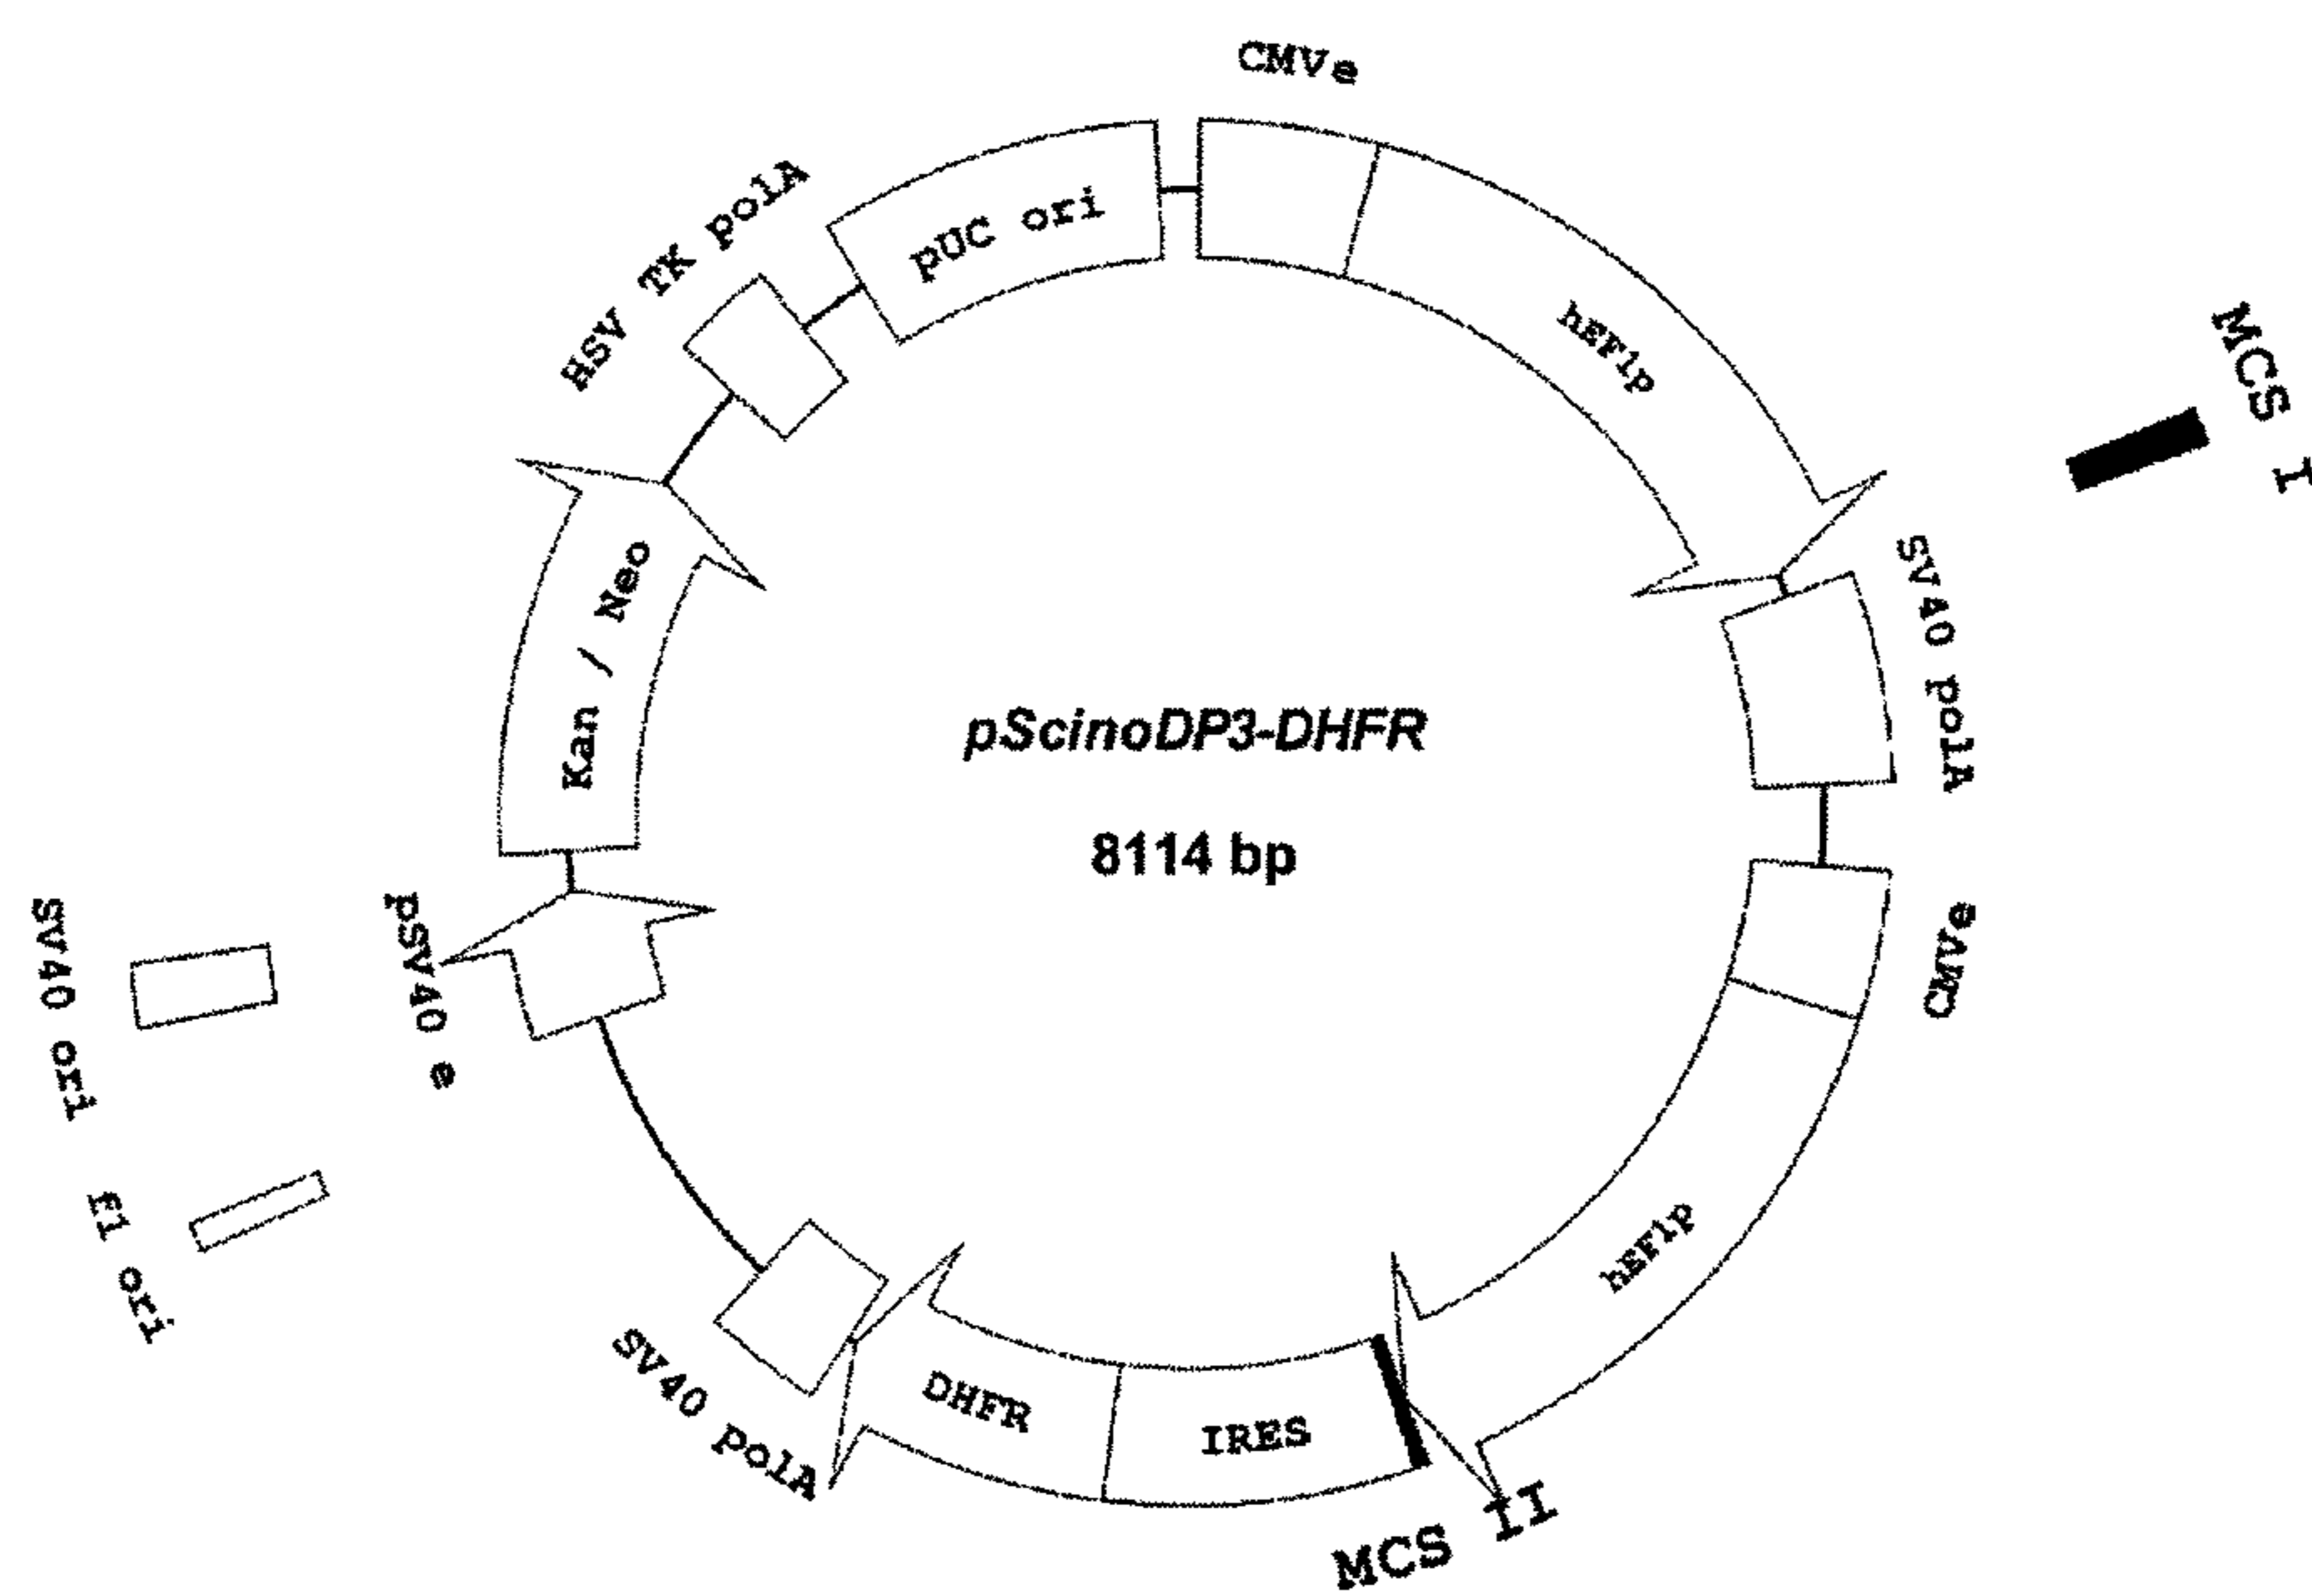 CMVe
HSV TK polA
pUC ori
hEF1p
MCS I
SV40 polA
Kan / Neo
pScinoDP3-DHFR
8114 bp
SV40 ori
pSV40 e
CMVe
f1 ori
hEF1p
SV40 polA
DHFR
IRES
MCS II